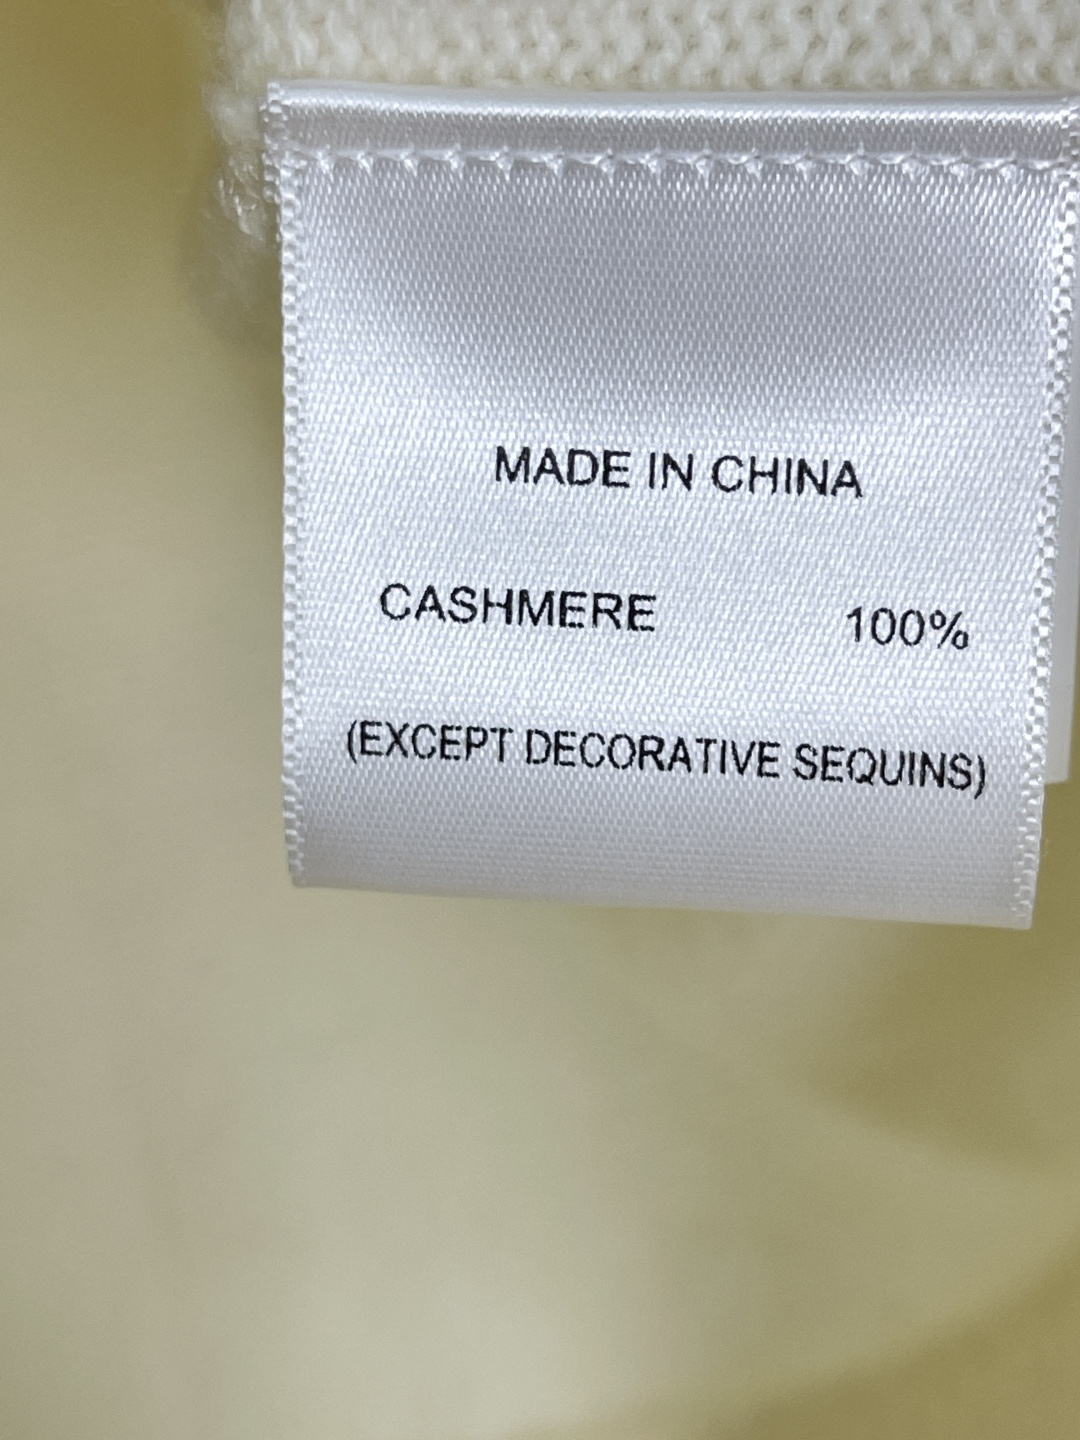 MADE IN CHINA
CASHMERE 100%
(EXCEPT DECORATIVE SEQUINS)